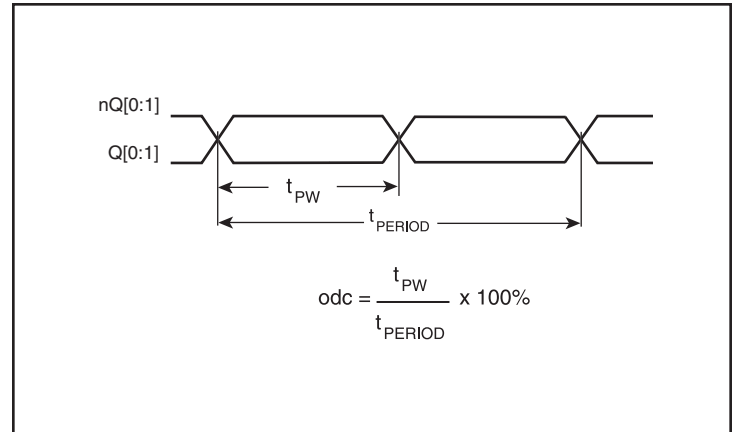 nQ[0:1]
Q[0:1]
tPW
tPERIOD
odc = tPW / tPERIOD x 100%